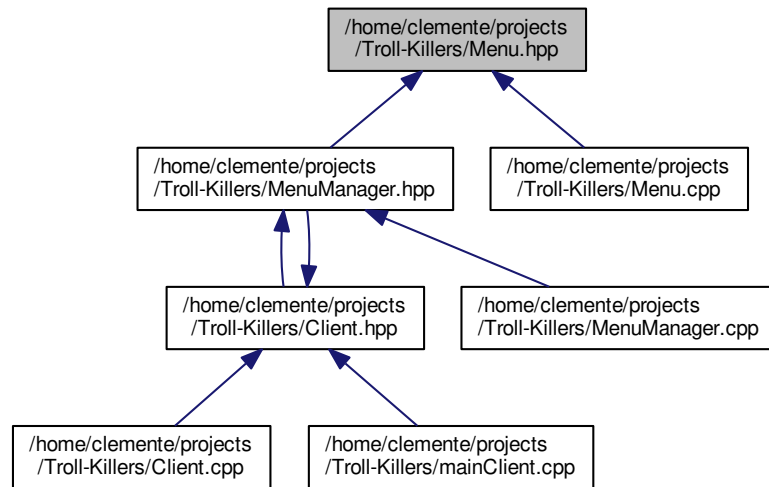 /home/clemente/projects
/Troll-Killers/Menu.hpp
/home/clemente/projects
/Troll-Killers/MenuManager.hpp
/home/clemente/projects
/Troll-Killers/Menu.cpp
/home/clemente/projects
/Troll-Killers/Client.hpp
/home/clemente/projects
/Troll-Killers/MenuManager.cpp
/home/clemente/projects
/Troll-Killers/Client.cpp
/home/clemente/projects
/Troll-Killers/mainClient.cpp